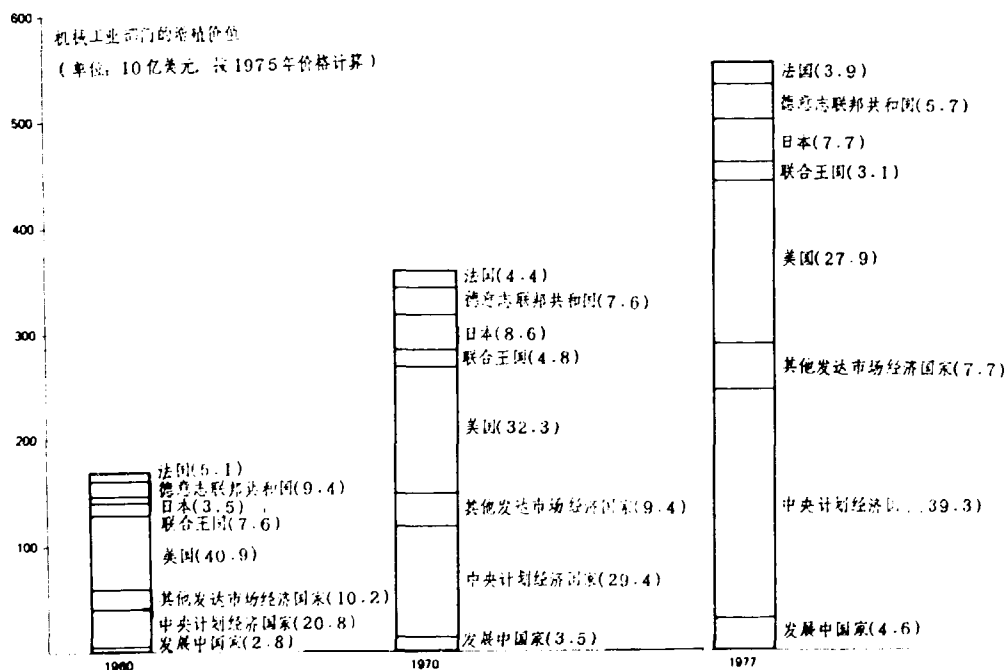 600
机械工业部门的增殖价值
(单位: 10亿美元, 按1975年价格计算)
500
400
300
200
100
法国(5.1)
德意志联邦共和国(9.4)
日本(3.5)
联合王国(7.6)
美国(40.9)
其他发达市场经济国家(10.2)
中央计划经济国家(20.8)
发展中国家(2.8)
1960
法国(4.4)
德意志联邦共和国(7.6)
日本(8.6)
联合王国(4.8)
美国(32.3)
其他发达市场经济国家(9.4)
中央计划经济国家(29.4)
发展中国家(3.5)
1970
法国(3.9)
德意志联邦共和国(5.7)
日本(7.7)
联合王国(3.1)
美国(27.9)
其他发达市场经济国家(7.7)
中央计划经济 39.3)
发展中国家(4.6)
1977